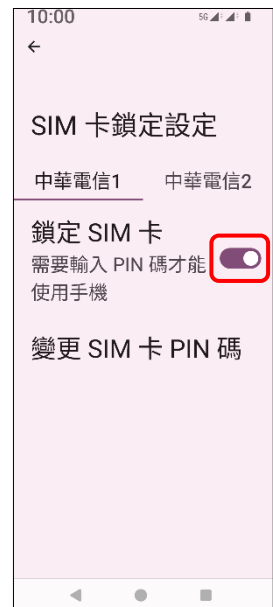 10:00 5G
SIM 卡鎖定設定
中華電信1 中華電信2
鎖定 SIM 卡
需要輸入 PIN 碼才能
使用手機
變更 SIM 卡 PIN 碼